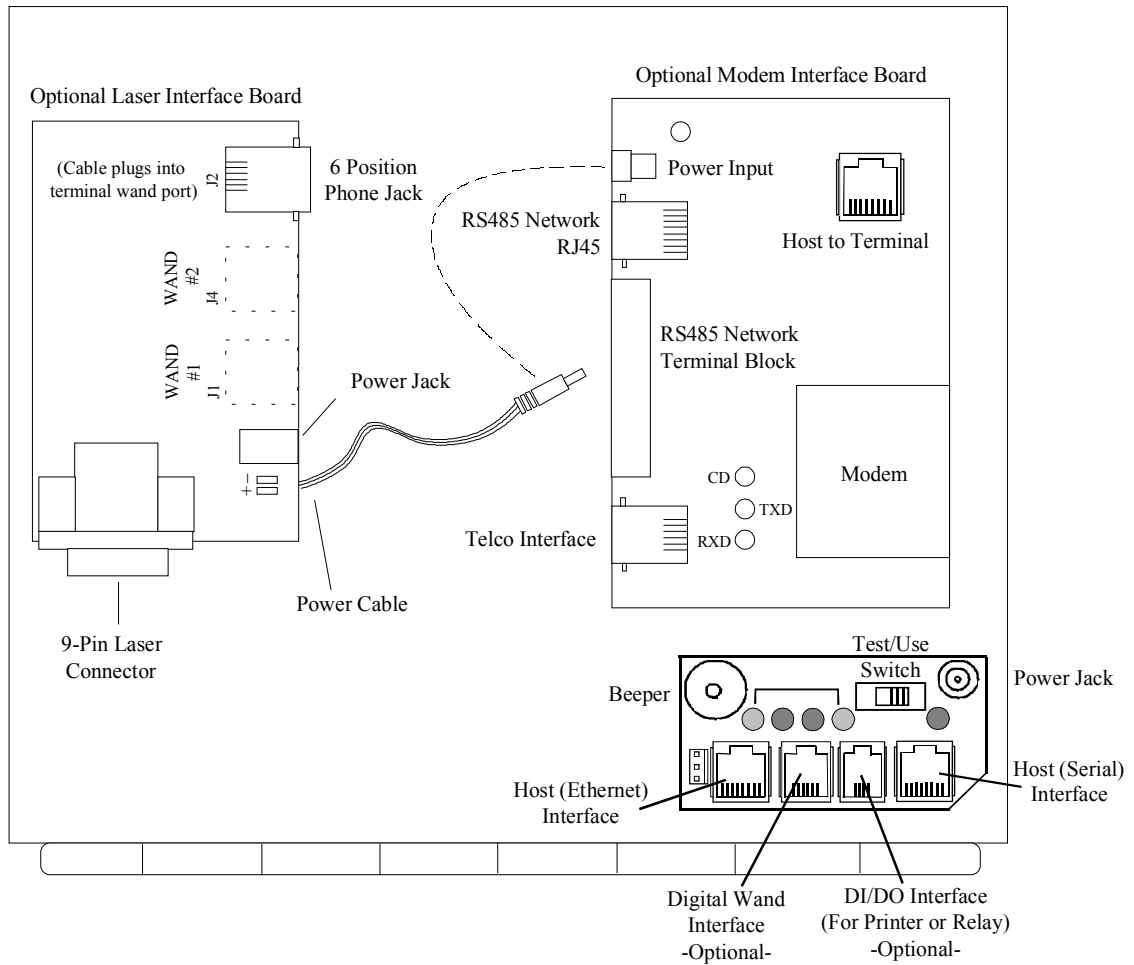 Optional Laser Interface Board
(Cable plugs into
terminal wand port)
J2
6 Position
Phone Jack
WAND
#2
J4
WAND
#1
J1
Power Jack
+ –
Power Cable
9-Pin Laser
Connector
Optional Modem Interface Board
Power Input
RS485 Network
RJ45
Host to Terminal
RS485 Network
Terminal Block
CD
TXD
RXD
Modem
Telco Interface
Test/Use
Switch
Beeper
Power Jack
Host (Ethernet)
Interface
Host (Serial)
Interface
Digital Wand
Interface
-Optional-
DI/DO Interface
(For Printer or Relay)
-Optional-